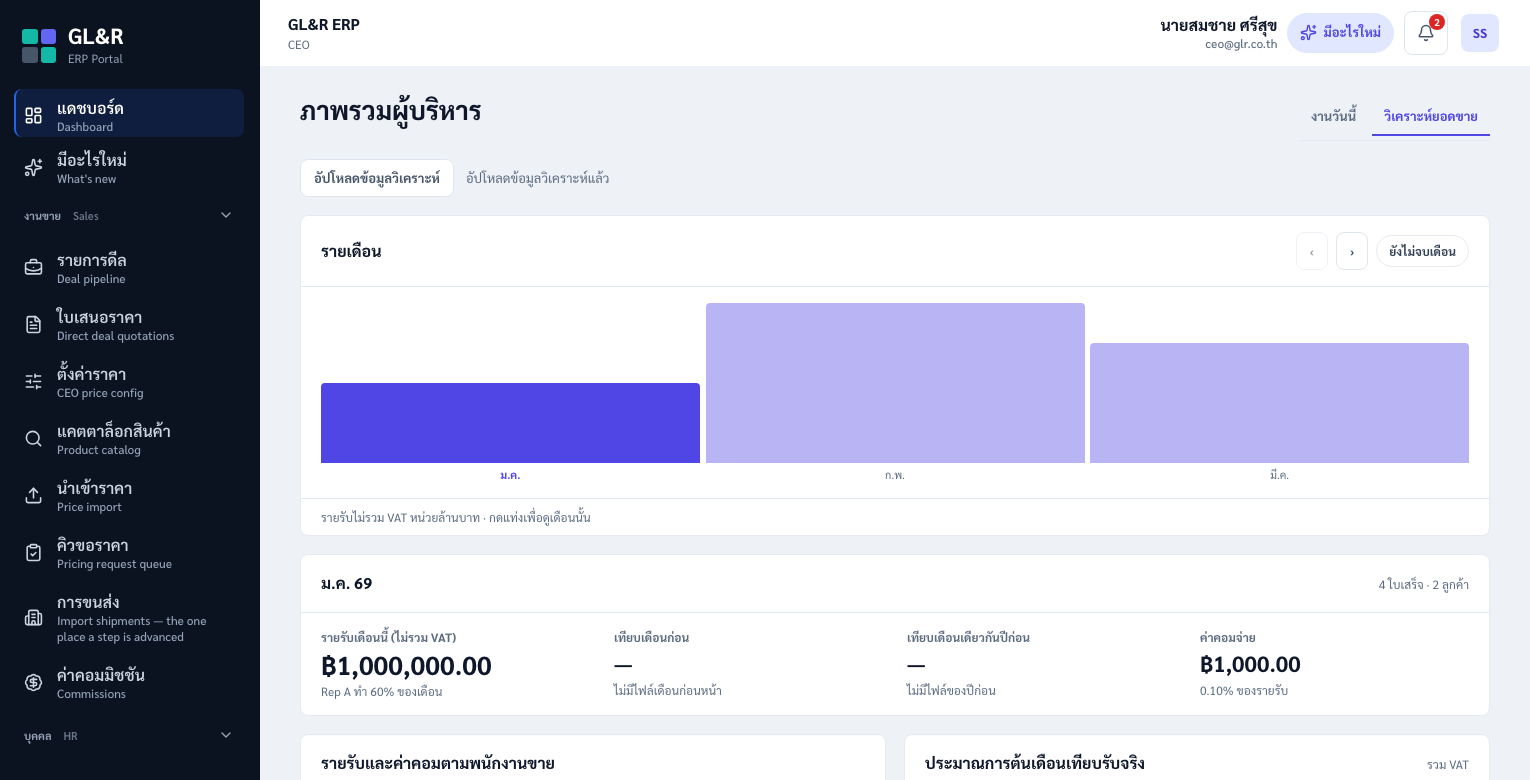 GL&R
ERP Portal
แดชบอร์ด
Dashboard
มีอะไรใหม่
What's new
งานขาย Sales
รายการดีล
Deal pipeline
ใบเสนอราคา
Direct deal quotations
ตั้งค่าราคา
CEO price config
แคตตาล็อกสินค้า
Product catalog
นำเข้าราคา
Price import
คิวขอราคา
Pricing request queue
การขนส่ง
Import shipments — the one
place a step is advanced
ค่าคอมมิชชัน
Commissions
บุคคล HR
GL&R ERP
CEO
นายสมชาย ศรีสุข
ceo@glr.co.th
มีอะไรใหม่
2
SS
ภาพรวมผู้บริหาร
งานวันนี้
วิเคราะห์ยอดขาย
อัปโหลดข้อมูลวิเคราะห์
อัปโหลดข้อมูลวิเคราะห์แล้ว
รายเดือน
‹
›
ยังไม่จบเดือน
ม.ค.
ก.พ.
มี.ค.
รายรับไม่รวม VAT หน่วยล้านบาท · กดแท่งเพื่อดูเดือนนั้น
ม.ค. 69
4 ใบเสร็จ · 2 ลูกค้า
รายรับเดือนนี้ (ไม่รวม VAT)
฿1,000,000.00
Rep A ทำ 60% ของเดือน
เทียบเดือนก่อน
—
ไม่มีไฟล์เดือนก่อนหน้า
เทียบเดือนเดียวกันปีก่อน
—
ไม่มีไฟล์ของปีก่อน
ค่าคอมจ่าย
฿1,000.00
0.10% ของรายรับ
รายรับและค่าคอมตามพนักงานขาย
ประมาณการต้นเดือนเทียบรับจริง
รวม VAT